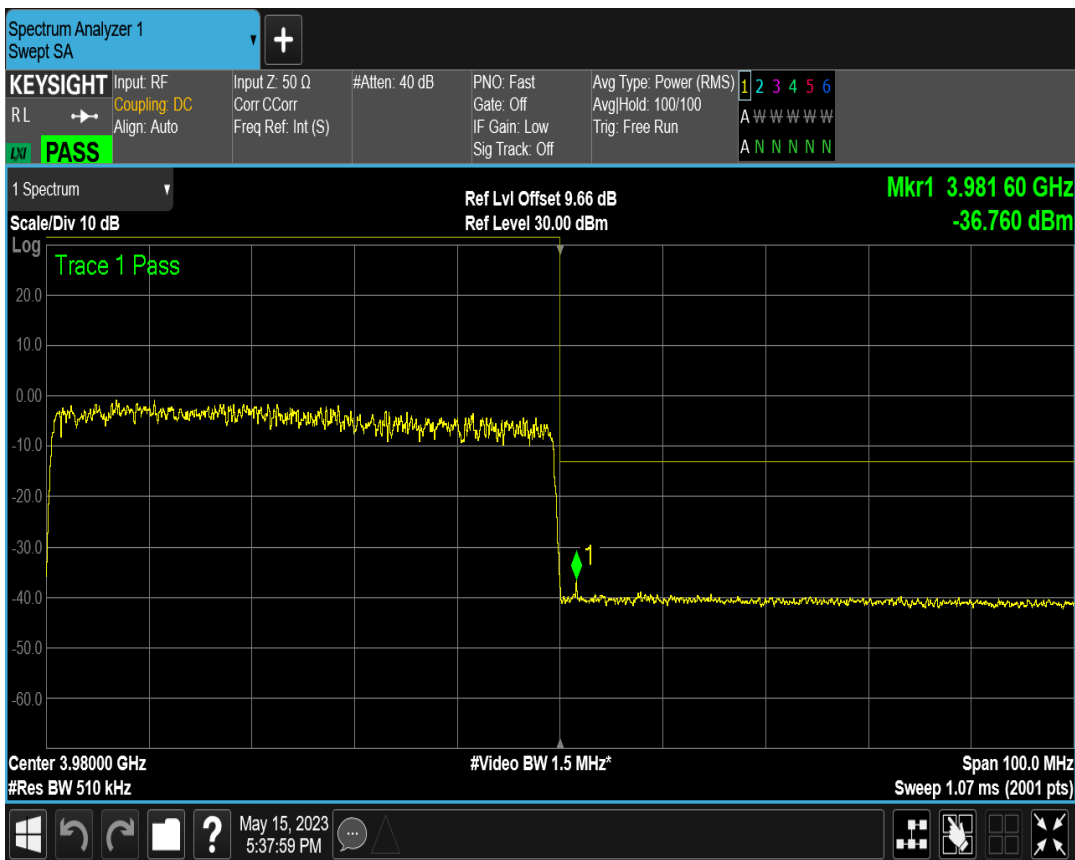 Spectrum Analyzer 1
Swept SA
+
KEYSIGHT
RL
LXI PASS
Input: RF
Coupling: DC
Align: Auto
Input Z: 50 Ω
Corr CCorr
Freq Ref: Int (S)
#Atten: 40 dB
PNO: Fast
Gate: Off
IF Gain: Low
Sig Track: Off
Avg Type: Power (RMS)
Avg|Hold: 100/100
Trig: Free Run
1 2 3 4 5 6
A W W W W W
A N N N N N
1 Spectrum
Scale/Div 10 dB
Ref Lvl Offset 9.66 dB
Ref Level 30.00 dBm
Mkr1 3.981 60 GHz
-36.760 dBm
Log
Trace 1 Pass
20.0
10.0
0.00
-10.0
-20.0
-30.0
1
-40.0
-50.0
-60.0
Center 3.98000 GHz
#Res BW 510 kHz
#Video BW 1.5 MHz*
Span 100.0 MHz
Sweep 1.07 ms (2001 pts)
?
May 15, 2023
5:37:59 PM